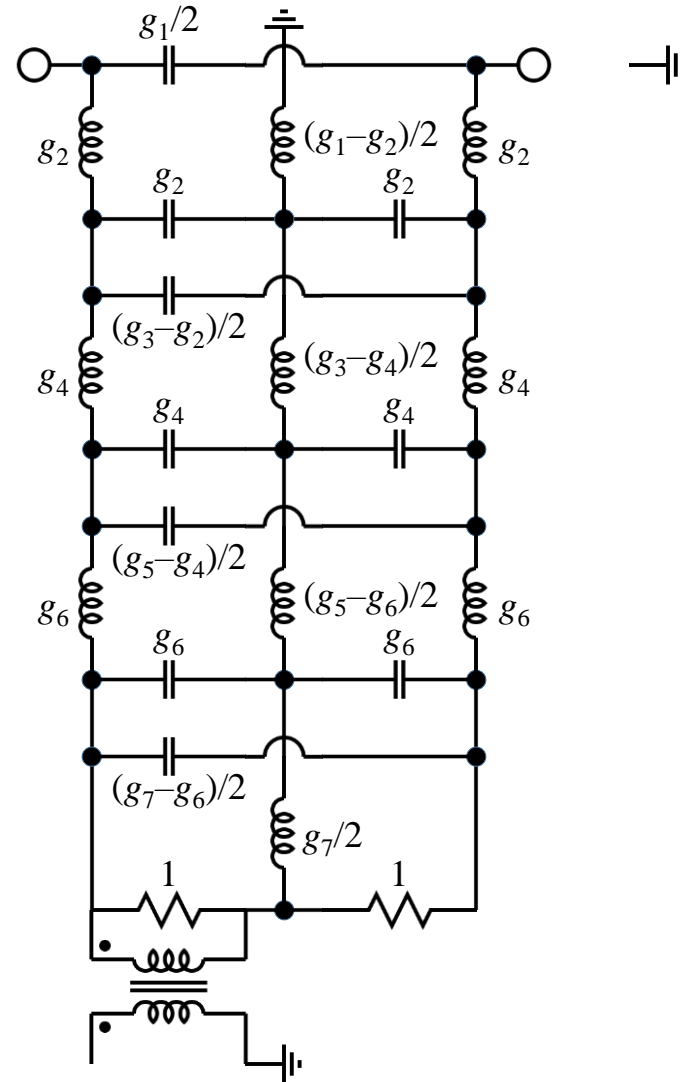 g1/2
g2 (g1–g2)/2 g2
g2 g2
(g3–g2)/2
g4 (g3–g4)/2 g4
g4 g4
(g5–g4)/2
g6 (g5–g6)/2 g6
g6 g6
(g7–g6)/2
g7/2
1 1